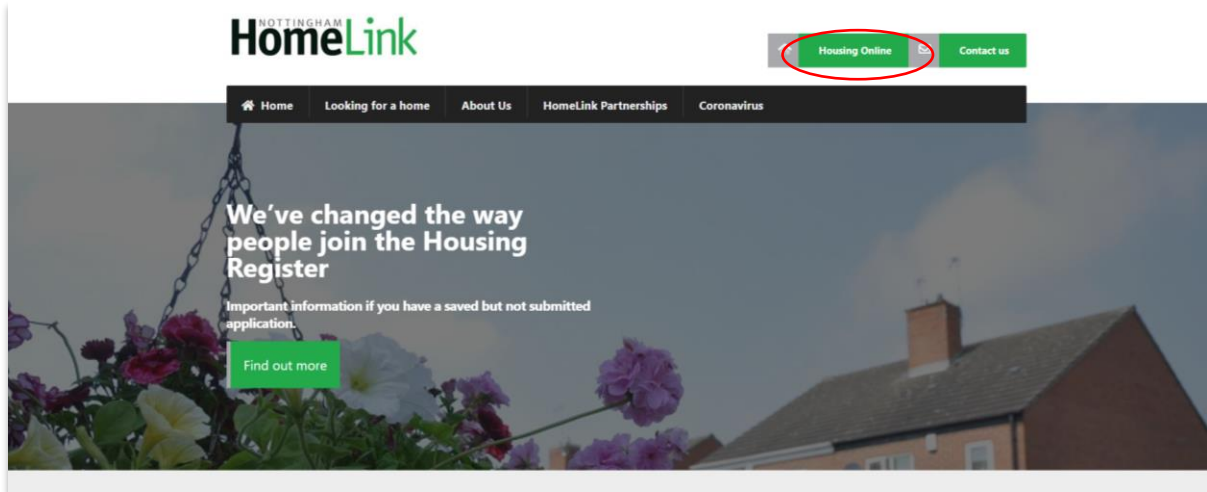 NOTTINGHAM
HomeLink
Housing Online
Contact us
Home
Looking for a home
About Us
HomeLink Partnerships
Coronavirus
We've changed the way
people join the Housing
Register
Important information if you have a saved but not submitted
application.
Find out more